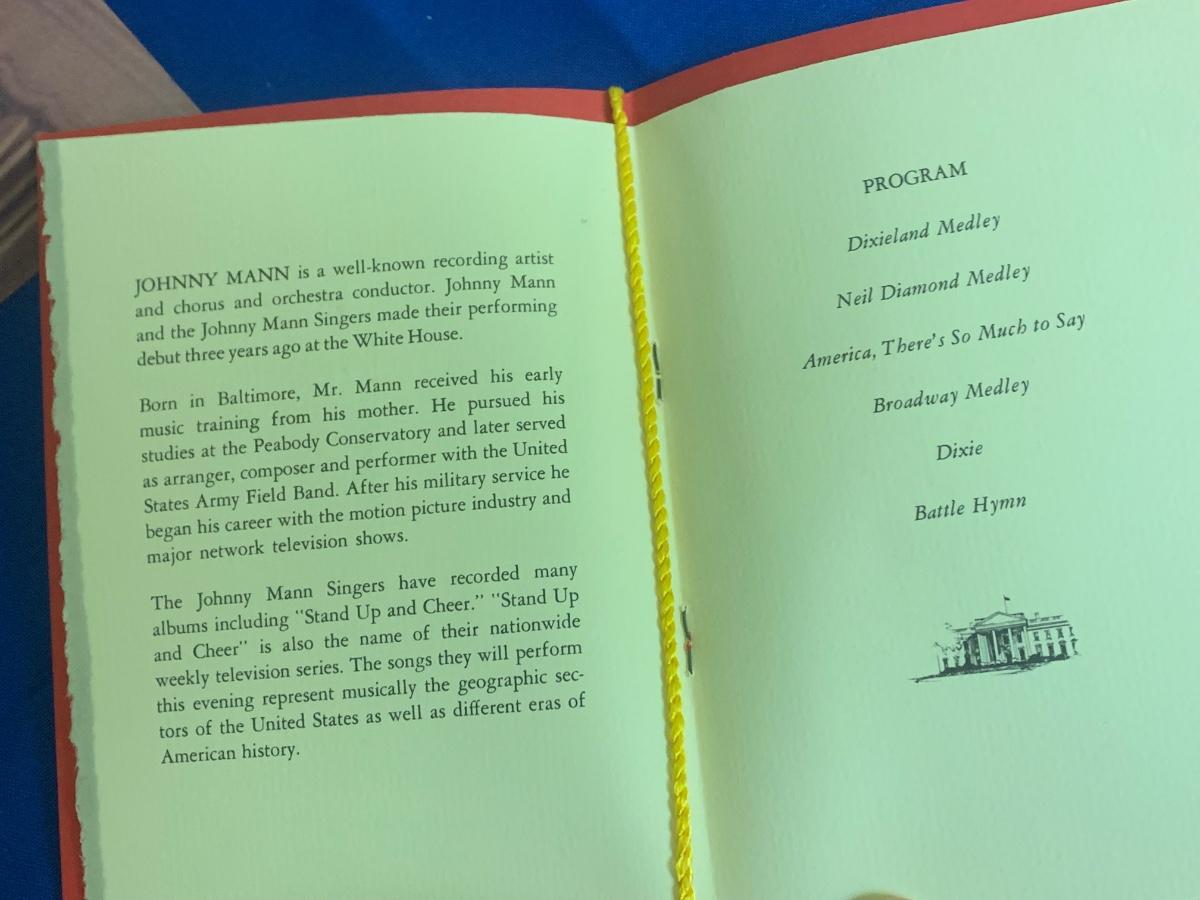 JOHNNY MANN is a well-known recording artist
and chorus and orchestra conductor. Johnny Mann
and the Johnny Mann Singers made their performing
debut three years ago at the White House.
Born in Baltimore, Mr. Mann received his early
music training from his mother. He pursued his
studies at the Peabody Conservatory and later served
as arranger, composer and performer with the United
States Army Field Band. After his military service he
began his career with the motion picture industry and
major network television shows.
The Johnny Mann Singers have recorded many
albums including "Stand Up and Cheer." "Stand Up
and Cheer" is also the name of their nationwide
weekly television series. The songs they will perform
this evening represent musically the geographic sec-
tors of the United States as well as different eras of
American history.
PROGRAM
Dixieland Medley
Neil Diamond Medley
America, There's So Much to Say
Broadway Medley
Dixie
Battle Hymn